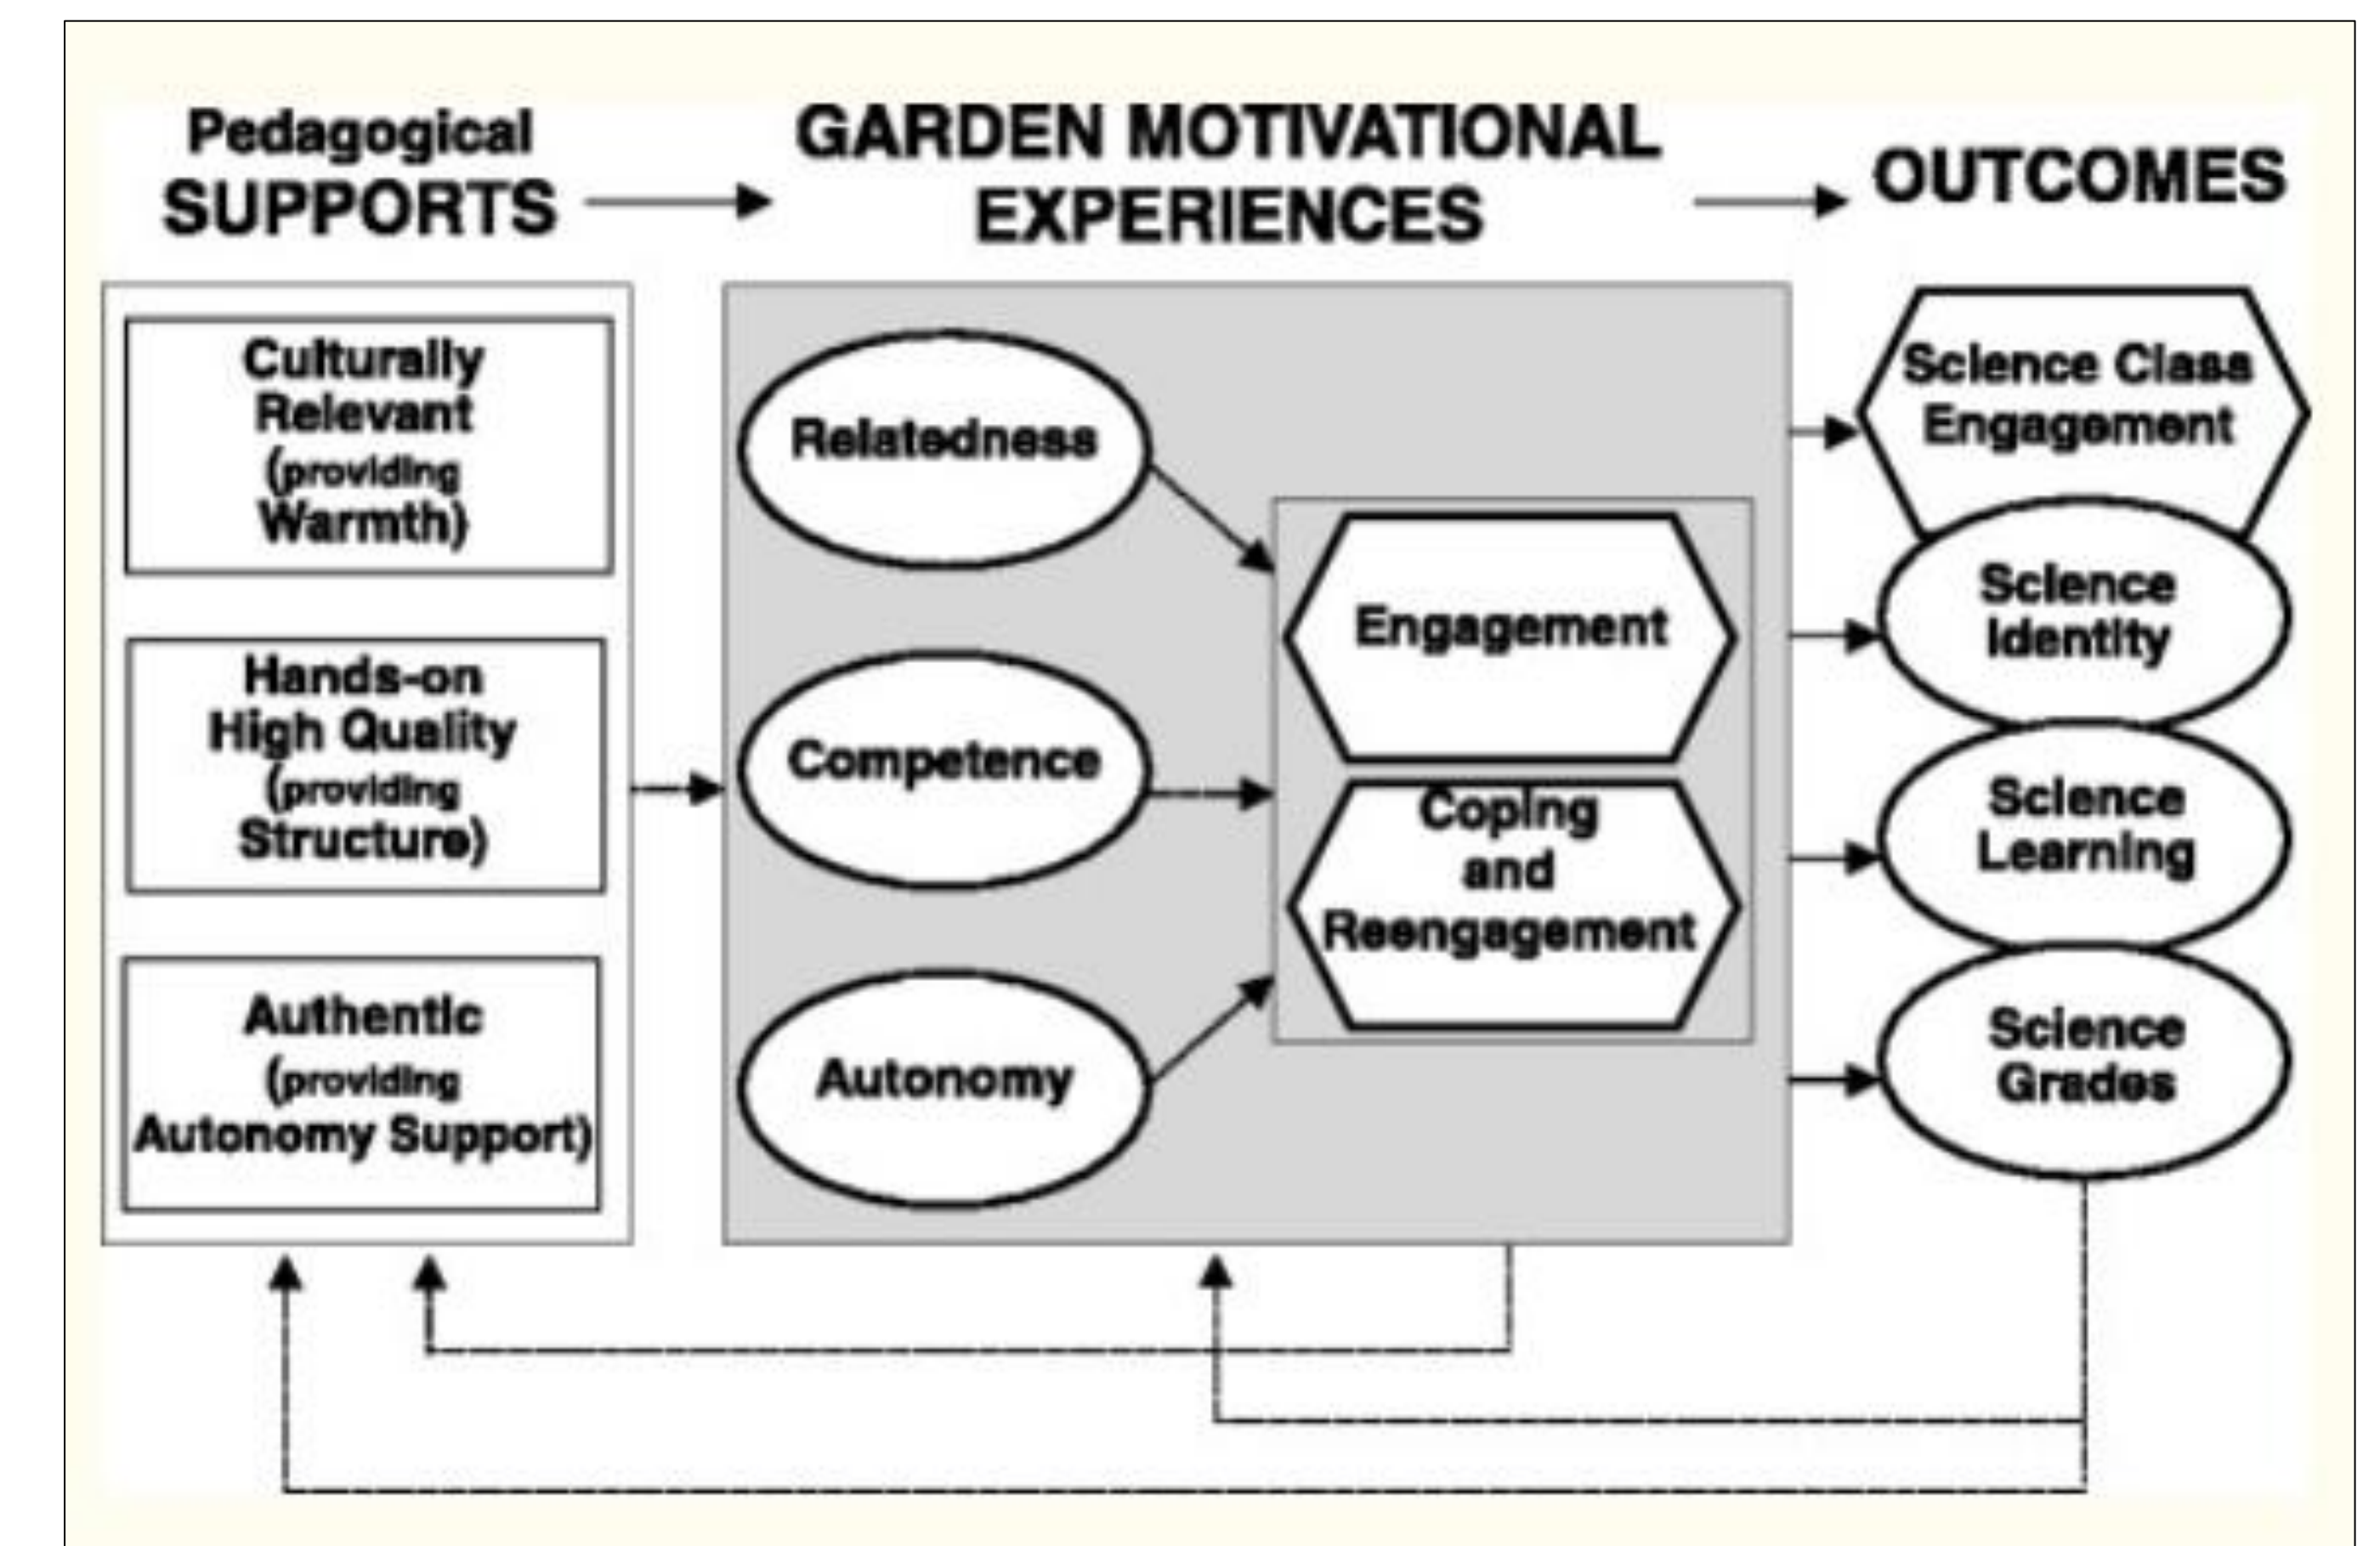 Pedagogical
SUPPORTS
GARDEN MOTIVATIONAL
EXPERIENCES
OUTCOMES
Culturally
Relevant
(providing
Warmth)
Hands-on
High Quality
(providing
Structure)
Authentic
(providing
Autonomy Support)
Relatedness
Competence
Autonomy
Engagement
Coping
and
Reengagement
Science Class
Engagement
Science
Identity
Science
Learning
Science
Grades